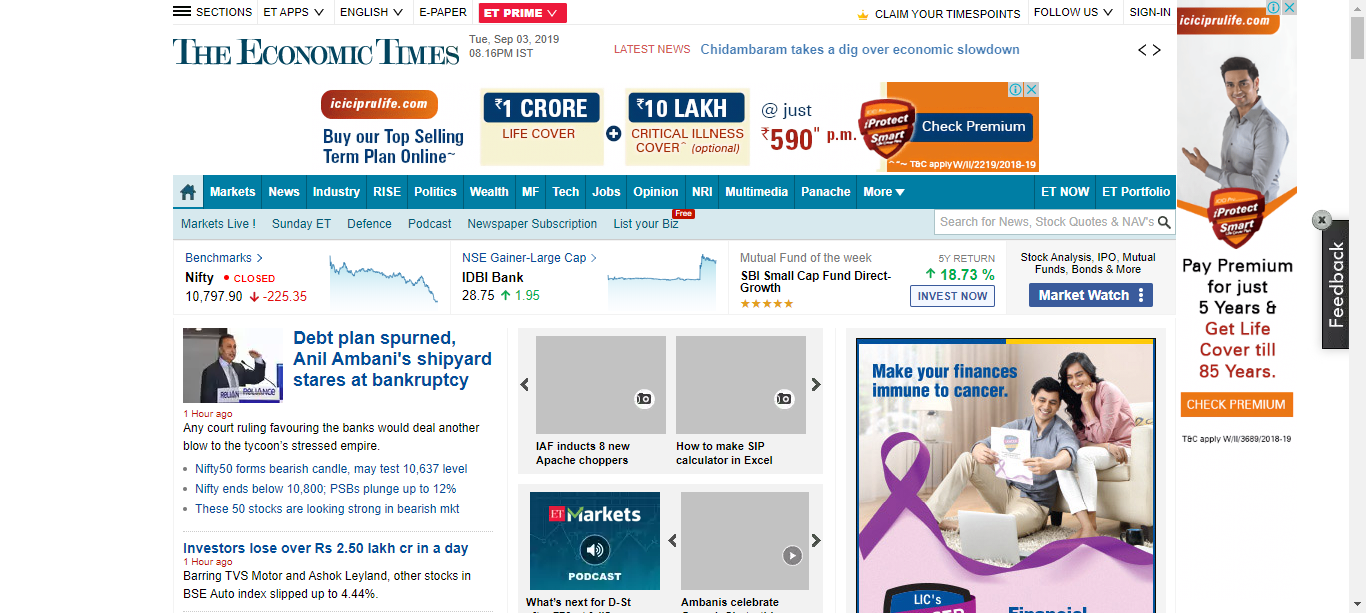 SECTIONS
ET APPS
ENGLISH
E-PAPER
ET PRIME
CLAIM YOUR TIMESPOINTS
FOLLOW US
SIGN-IN
THE ECONOMIC TIMES
Tue, Sep 03, 2019
08.16PM IST
LATEST NEWS
Chidambaram takes a dig over economic slowdown
iciciprulife.com
Buy our Top Selling
Term Plan Online~
₹1 CRORE
LIFE COVER
₹10 LAKH
CRITICAL ILLNESS
COVER^ (optional)
@ just
₹590" p.m.
iProtect
Smart
Check Premium
T&C apply W/II/2219/2018-19
Markets
News
Industry
RISE
Politics
Wealth
MF
Tech
Jobs
Opinion
NRI
Multimedia
Panache
More
ET NOW
ET Portfolio
Markets Live !
Sunday ET
Defence
Podcast
Newspaper Subscription
List your Biz
Free
Search for News, Stock Quotes & NAV's
Benchmarks >
Nifty
CLOSED
10,797.90 ↓ -225.35
NSE Gainer-Large Cap >
IDBI Bank
28.75 ↑ 1.95
Mutual Fund of the week
SBI Small Cap Fund Direct-
Growth
★★★★★
5Y RETURN
↑ 18.73 %
INVEST NOW
Stock Analysis, IPO, Mutual
Funds, Bonds & More
Market Watch
RELIANCE
Debt plan spurned,
Anil Ambani's shipyard
stares at bankruptcy
1 Hour ago
Any court ruling favouring the banks would deal another
blow to the tycoon's stressed empire.
Nifty50 forms bearish candle, may test 10,637 level
Nifty ends below 10,800; PSBs plunge up to 12%
These 50 stocks are looking strong in bearish mkt
Investors lose over Rs 2.50 lakh cr in a day
1 Hour ago
Barring TVS Motor and Ashok Leyland, other stocks in
BSE Auto index slipped up to 4.44%.
IAF inducts 8 new
Apache choppers
How to make SIP
calculator in Excel
ET Markets
PODCAST
What's next for D-St
Ambanis celebrate
Make your finances
immune to cancer.
LIC's
Financial
iciciprulife.com
iProtect
Smart
Pay Premium
for just
5 Years &
Get Life
Cover till
85 Years.
CHECK PREMIUM
T&C apply W/II/3689/2018-19
x
Feedback